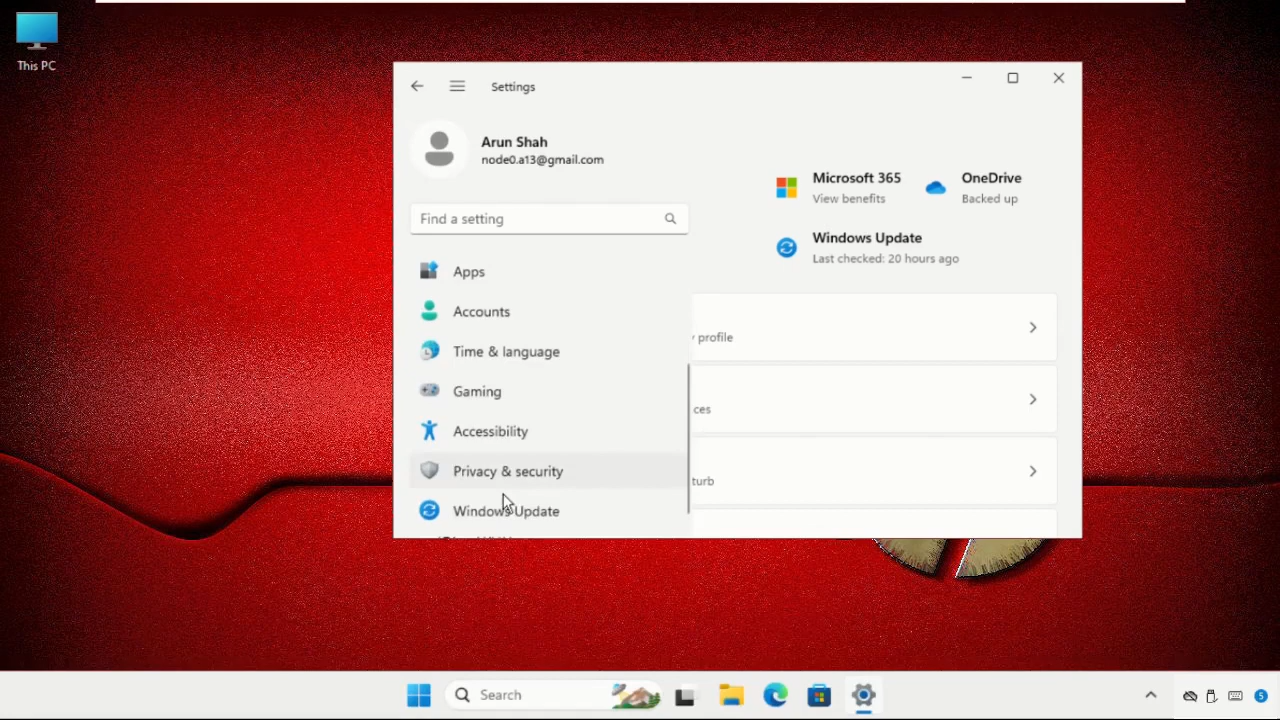 This PC
Settings
Arun Shah
node0.a13@gmail.com
Find a setting
Microsoft 365
View benefits
OneDrive
Backed up
Windows Update
Last checked: 20 hours ago
Apps
Accounts
Time & language
Gaming
Accessibility
Privacy & security
Windows Update
profile
ces
turb
Search
5